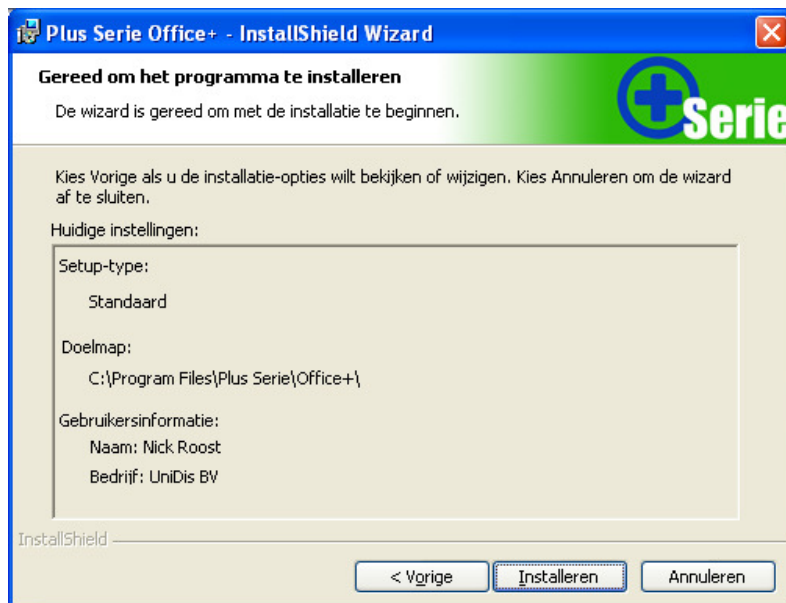 Plus Serie Office+ - InstallShield Wizard
Gereed om het programma te installeren
De wizard is gereed om met de installatie te beginnen.
Serie
Kies Vorige als u de installatie-opties wilt bekijken of wijzigen. Kies Annuleren om de wizard
af te sluiten.
Huidige instellingen:
Setup-type:
Standaard
Doelmap:
C:\Program Files\Plus Serie\Office+\
Gebruikersinformatie:
Naam: Nick Roost
Bedrijf: UniDis BV
InstallShield
< Vorige
Installeren
Annuleren